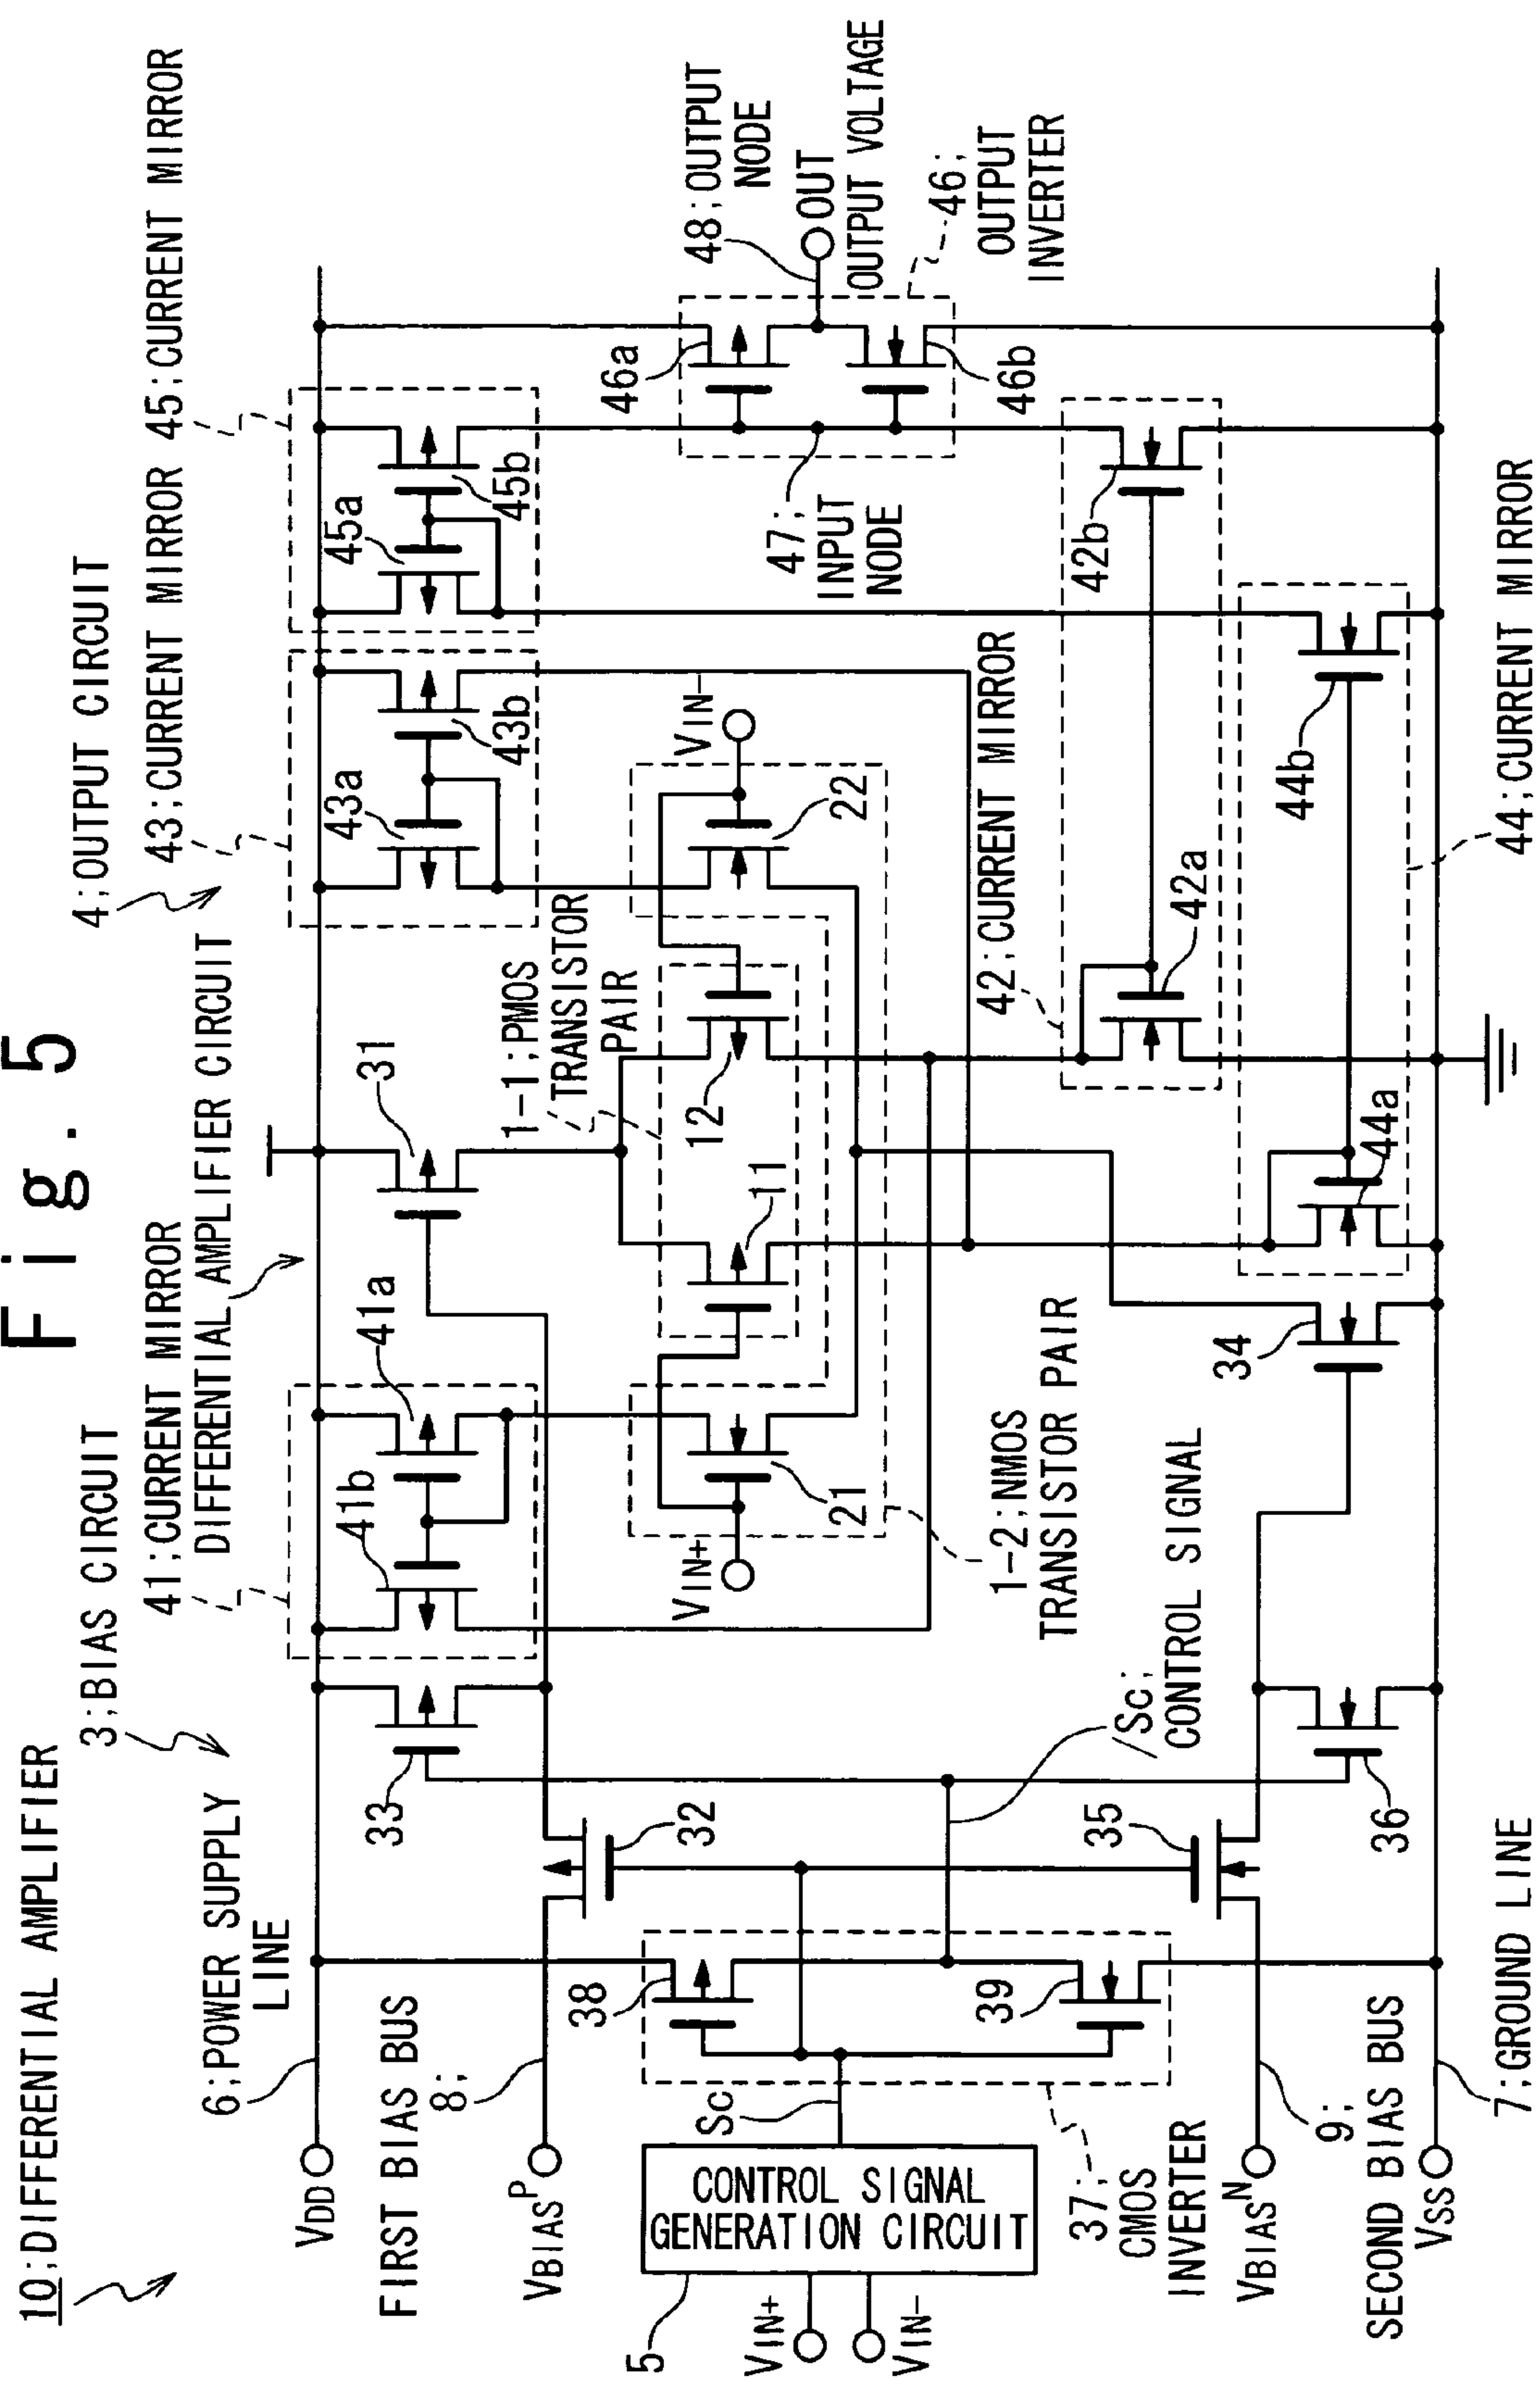 Fig. 5
10;DIFFERENTIAL AMPLIFIER
3;BIAS CIRCUIT
4;OUTPUT CIRCUIT
6;POWER SUPPLY
LINE
41;CURRENT MIRROR
DIFFERENTIAL AMPLIFIER CIRCUIT
43;CURRENT MIRROR
45;CURRENT MIRROR
VDD
FIRST BIAS BUS
8;
VBIASP
33
41b
41a
31
43a
43b
45a
45b
32
1-1;PMOS
TRANSISTOR
PAIR
VIN+
21
11
12
22
VIN-
46a
46b
48;OUTPUT
NODE
OUT
OUTPUT VOLTAGE
46;
OUTPUT
INVERTER
47;
INPUT
NODE
5
VIN+
VIN-
CONTROL SIGNAL
GENERATION CIRCUIT
Sc
38
39
37;
CMOS
INVERTER
/Sc;
CONTROL SIGNAL
1-2;NMOS
TRANSISTOR PAIR
42;CURRENT MIRROR
42a
42b
35
36
34
44a
44b
44;CURRENT MIRROR
VBIASN
9;
SECOND BIAS BUS
VSS
7;GROUND LINE